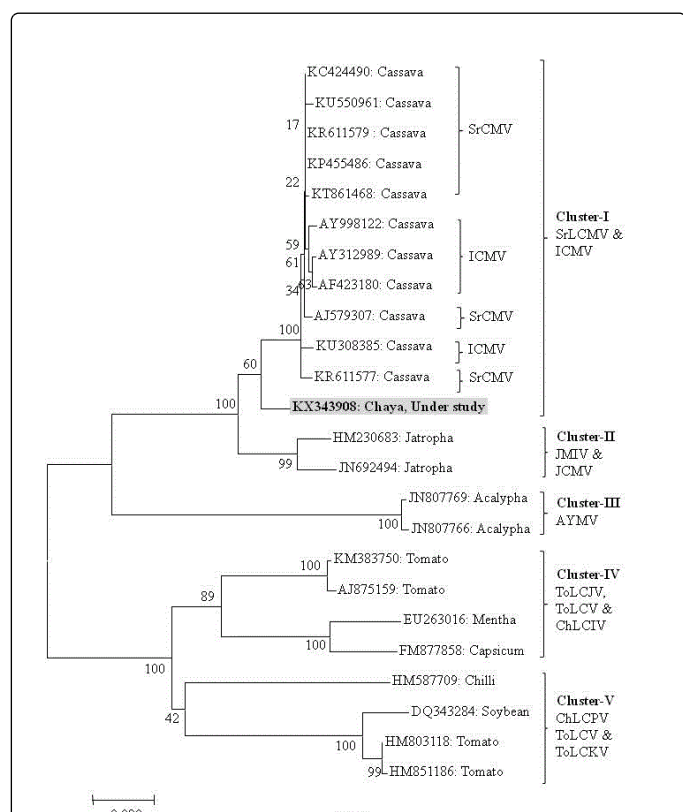 KC424490: Cassava
KU550961: Cassava
17
KR611579 : Cassava
SrCMV
KP455486: Cassava
22
KT861468: Cassava
AY998122: Cassava
Cluster-I
SrLCMV &
ICMV
59
61
AY312989: Cassava
ICMV
63
34
AF423180: Cassava
AJ579307: Cassava
SrCMV
100
KU308385: Cassava
ICMV
60
KR611577: Cassava
SrCMV
100
KX343908: Chaya, Under study
HM230683: Jatropha
Cluster-II
JMIV &
JCMV
99
JN692494: Jatropha
JN807769: Acalypha
Cluster-III
AYMV
100
JN807766: Acalypha
KM383750: Tomato
100
AJ875159: Tomato
Cluster-IV
ToLCJV,
ToLCV &
ChLCIV
89
EU263016: Mentha
100
FM877858: Capsicum
100
HM587709: Chilli
Cluster-V
ChLCPV
ToLCV &
ToLCKV
42
DQ343284: Soybean
100
HM803118: Tomato
99
HM851186: Tomato